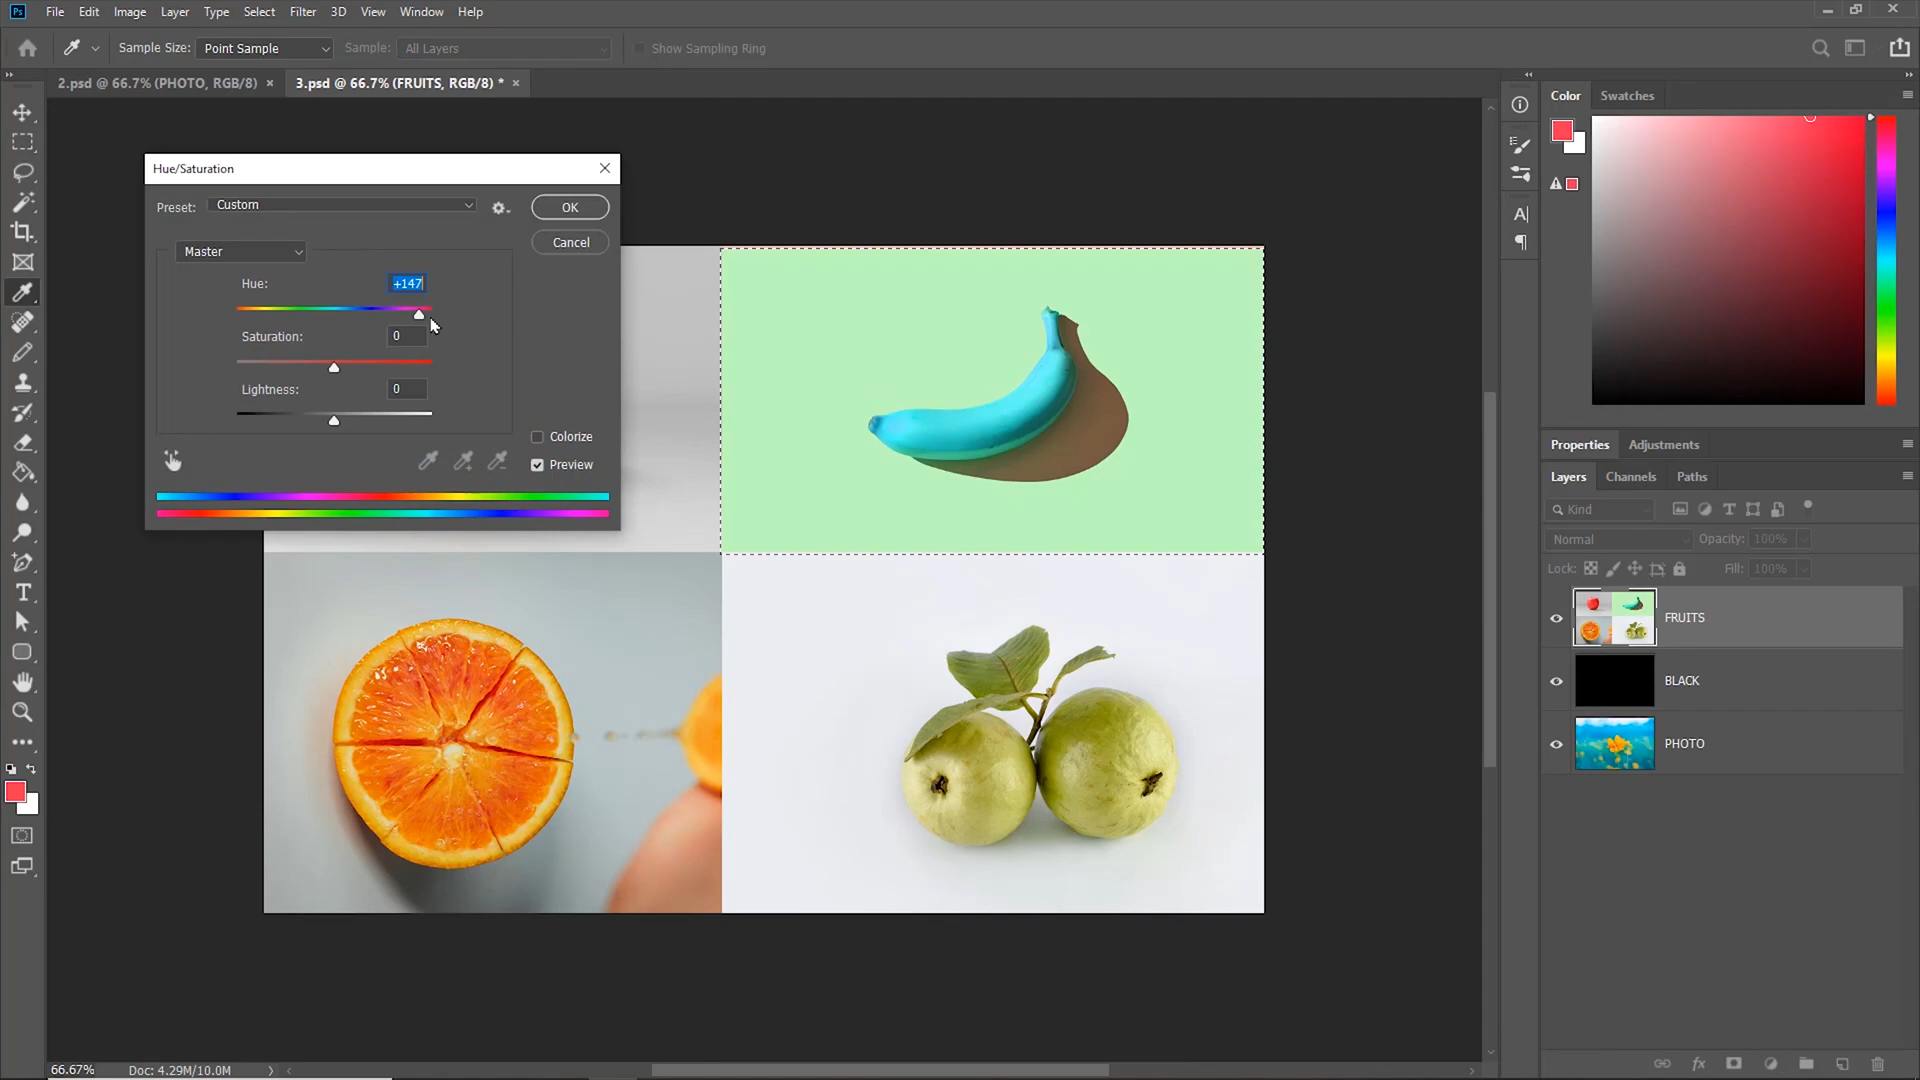 Ps File Edit Image Layer Type Select Filter 3D View Window Help
Sample Size: Point Sample Sample: All Layers Show Sampling Ring
2.psd @ 66.7% (PHOTO, RGB/8) × 3.psd @ 66.7% (FRUITS, RGB/8) * ×
Color Swatches
Hue/Saturation
Preset: Custom
OK
Cancel
Master
Hue: +147
Saturation: 0
Lightness: 0
Colorize
Preview
Properties Adjustments
Layers Channels Paths
Kind
Normal Opacity: 100%
Lock: Fill: 100%
FRUITS
BLACK
PHOTO
66.67% Doc: 4.29M/10.0M